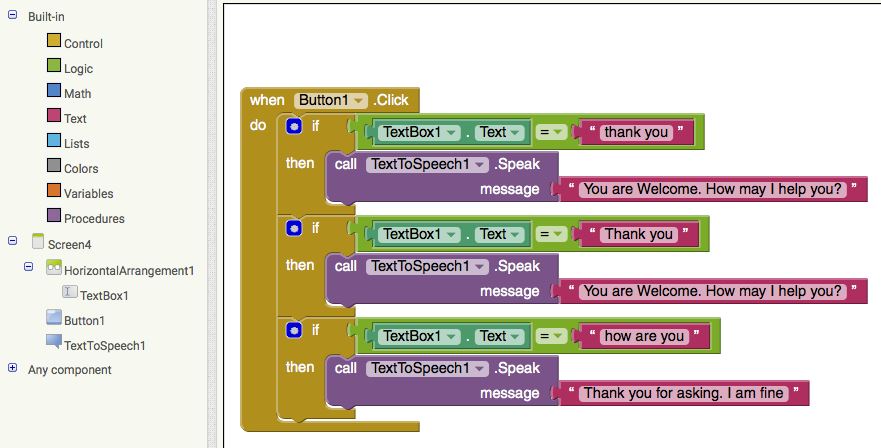 Built-in
Control
Logic
Math
Text
Lists
Colors
Variables
Procedures
Screen4
HorizontalArrangement1
TextBox1
Button1
TextToSpeech1
Any component
when Button1 .Click
do if TextBox1 . Text = " thank you "
then call TextToSpeech1 .Speak
message " You are Welcome. How may I help you? "
if TextBox1 . Text = " Thank you "
then call TextToSpeech1 .Speak
message " You are Welcome. How may I help you? "
if TextBox1 . Text = " how are you "
then call TextToSpeech1 .Speak
message " Thank you for asking. I am fine "